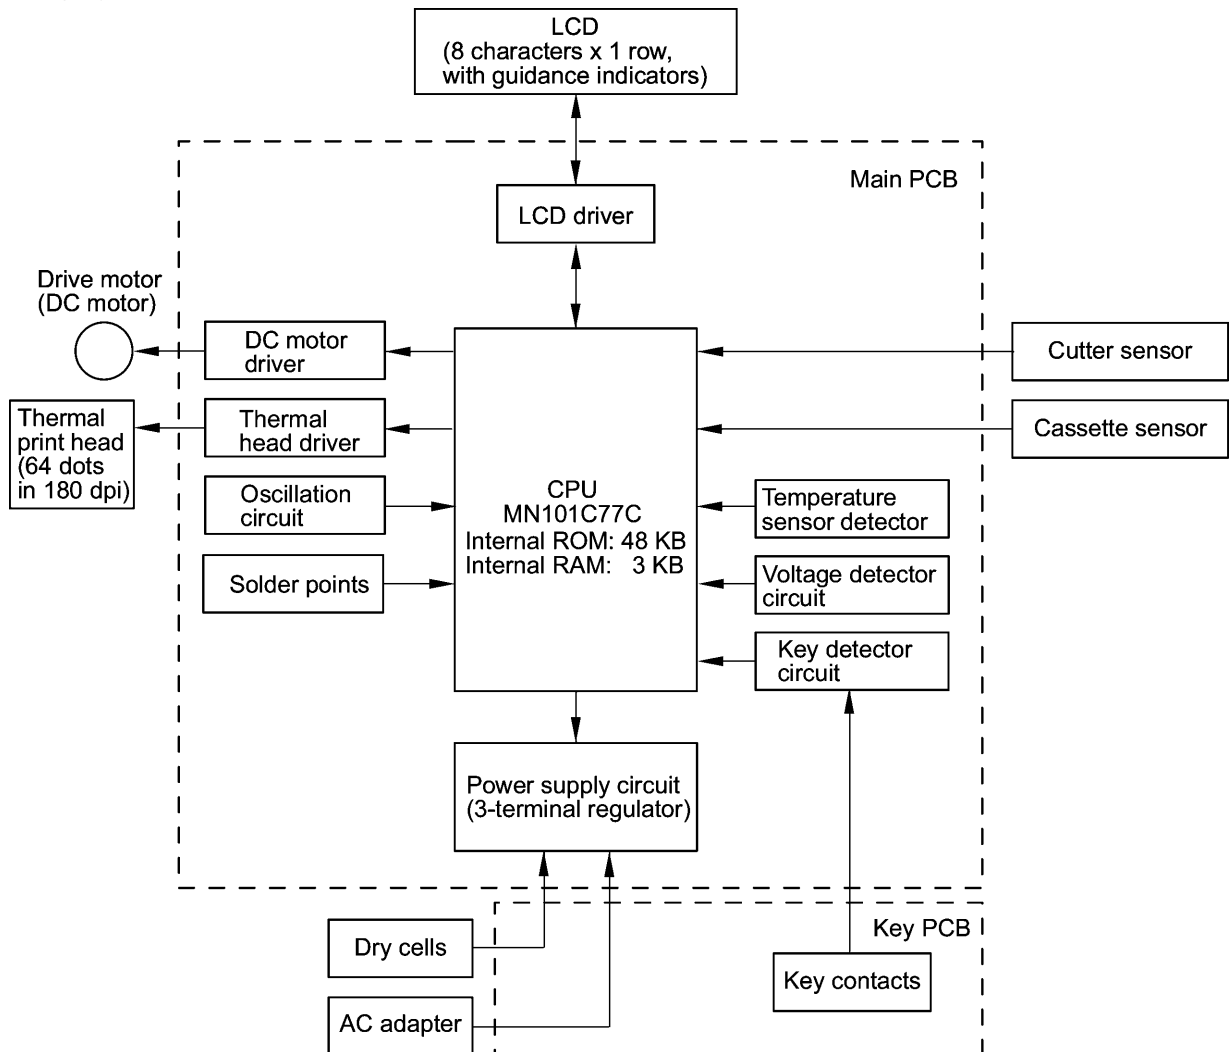 LCD
(8 characters x 1 row,
with guidance indicators)
Main PCB
LCD driver
Drive motor
(DC motor)
DC motor
driver
Cutter sensor
Thermal
print head
(64 dots
in 180 dpi)
Thermal
head driver
Cassette sensor
Oscillation
circuit
CPU
MN101C77C
Internal ROM: 48 KB
Internal RAM: 3 KB
Temperature
sensor detector
Solder points
Voltage detector
circuit
Key detector
circuit
Power supply circuit
(3-terminal regulator)
Key PCB
Dry cells
Key contacts
AC adapter